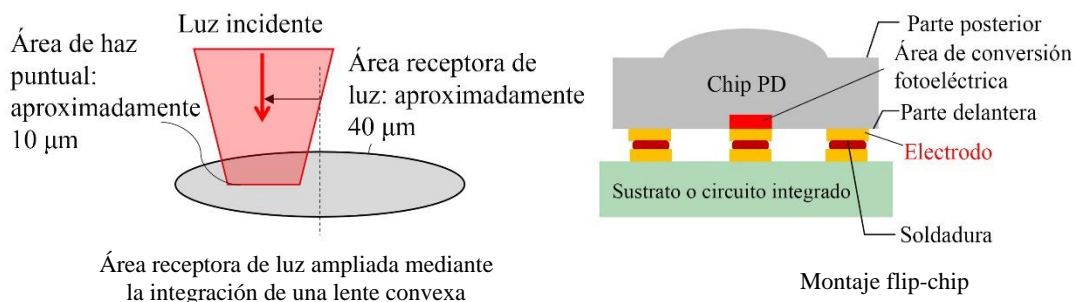 Luz incidente
Área de haz
puntual:
aproximadamente
10 μm
Área receptora de
luz: aproximadamente
40 μm
Área receptora de luz ampliada mediante
la integración de una lente convexa
Parte posterior
Área de conversión
fotoeléctrica
Chip PD
Parte delantera
Electrodo
Sustrato o circuito integrado
Soldadura
Montaje flip-chip